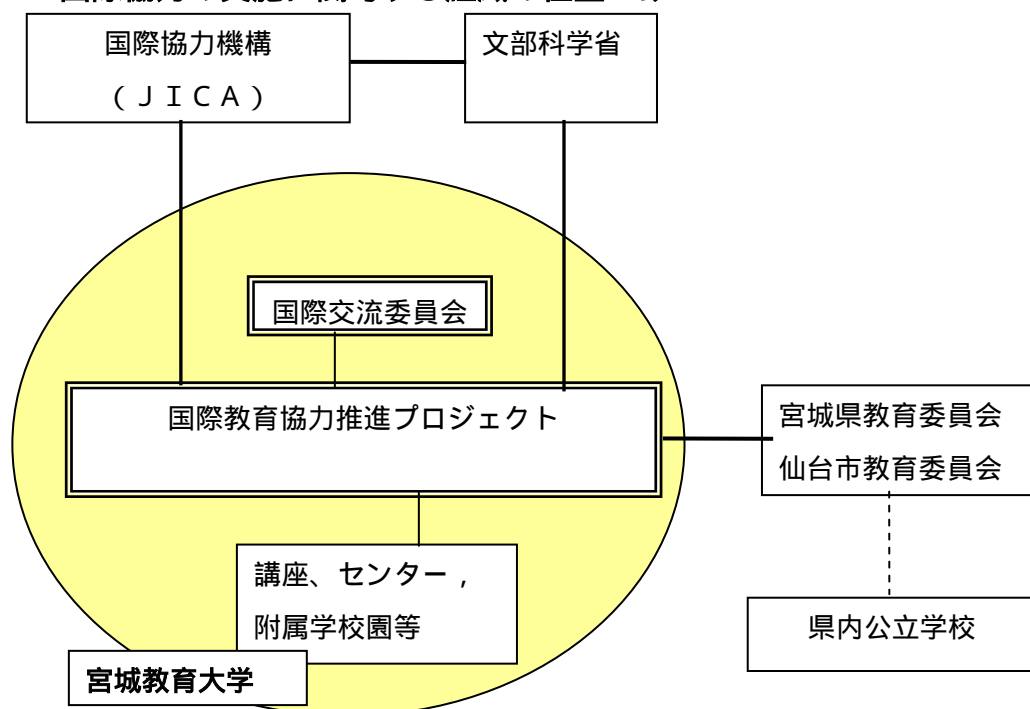 国際協力機構
(ＪＩＣＡ)
文部科学省
国際交流委員会
国際教育協力推進プロジェクト
宮城県教育委員会
仙台市教育委員会
講座、センター，
附属学校園等
県内公立学校
宮城教育大学